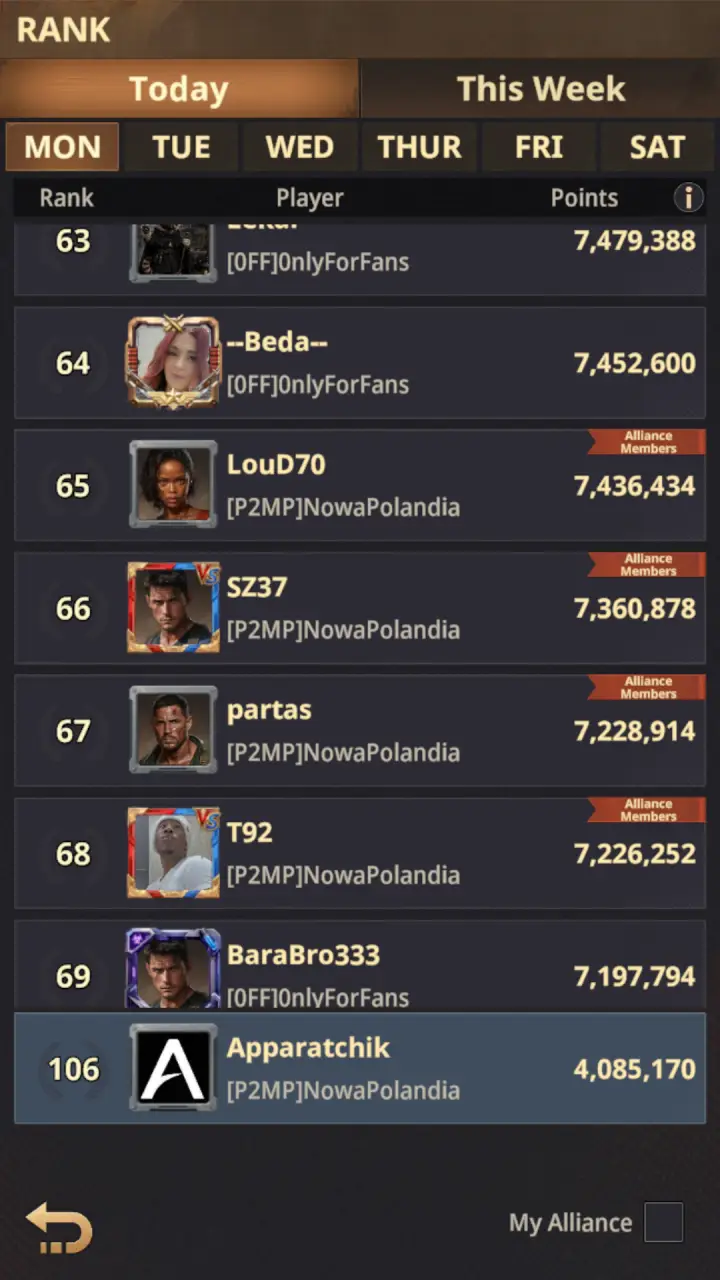 RANK
Today
This Week
MON
TUE
WED
THUR
FRI
SAT
Rank
Player
Points
63
[0FF]0nlyForFans
7,479,388
64
--Beda--
[0FF]0nlyForFans
7,452,600
65
LouD70
[P2MP]NowaPolandia
Alliance
Members
7,436,434
66
SZ37
[P2MP]NowaPolandia
Alliance
Members
7,360,878
67
partas
[P2MP]NowaPolandia
Alliance
Members
7,228,914
68
VS
T92
[P2MP]NowaPolandia
Alliance
Members
7,226,252
69
BaraBro333
[0FF]0nlyForFans
7,197,794
106
Apparatchik
[P2MP]NowaPolandia
4,085,170
My Alliance